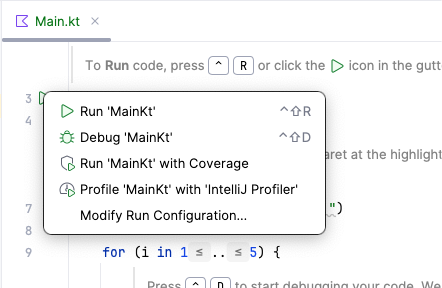 Main.kt ×
To Run code, press ^ R or click the icon in the gutt
3
Run 'MainKt' ^⇧R
4
Debug 'MainKt' ^⇧D
Run 'MainKt' with Coverage
aret at the highlight
Profile 'MainKt' with 'IntelliJ Profiler'
7 ")
Modify Run Configuration...
8
9 for (i in 1 ≤ .. ≤ 5) {
Press ^ D to start debugging your code. We